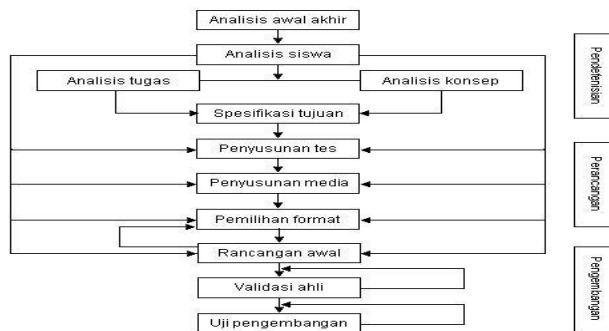 Analisis awal akhir
Analisis siswa
Analisis tugas
Analisis konsep
Spesifikasi tujuan
Penyusunan tes
Penyusunan media
Pemilihan format
Rancangan awal
Validasi ahli
Uji pengembangan
Pendefenisian
Perancangan
Pengembangan